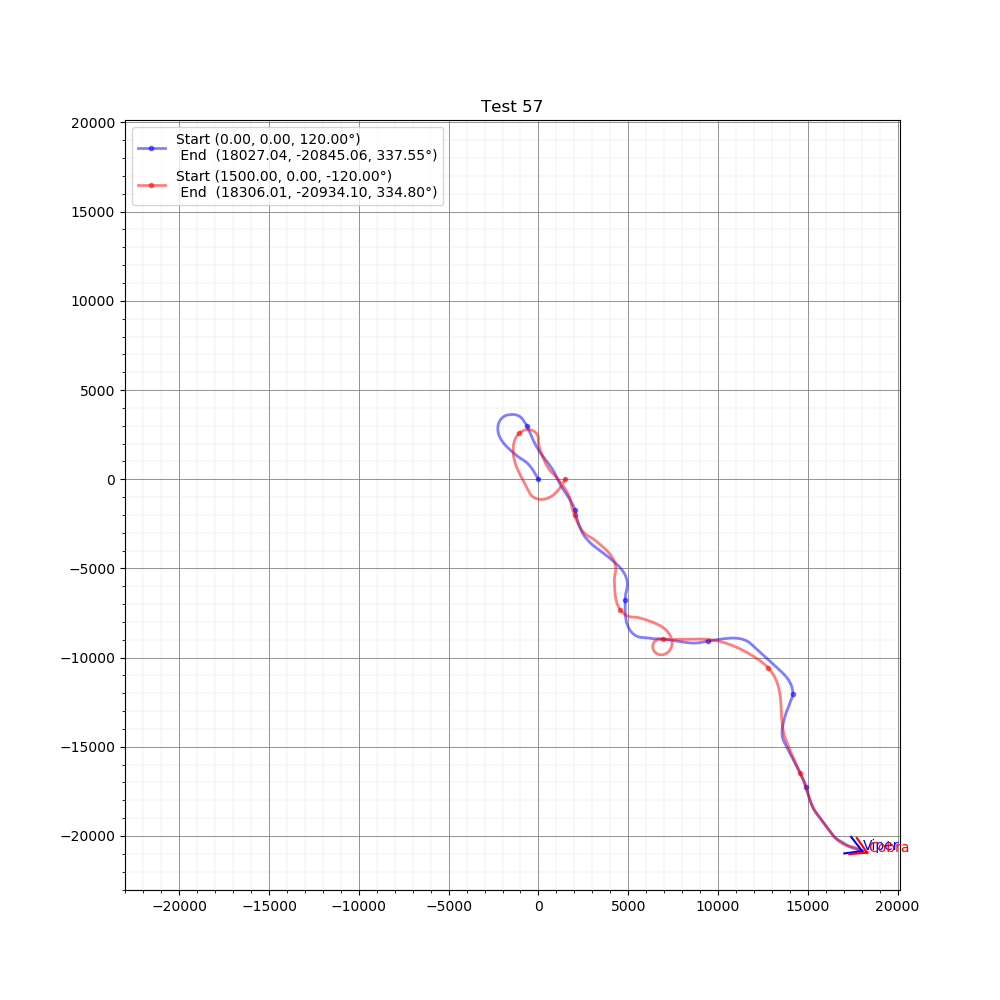 Test 57
Start (0.00, 0.00, 120.00°)
End (18027.04, -20845.06, 337.55°)
Start (1500.00, 0.00, -120.00°)
End (18306.01, -20934.10, 334.80°)
20000
15000
10000
5000
0
−5000
−10000
−15000
−20000
Viper
Cobra
−20000 −15000 −10000 −5000 0 5000 10000 15000 20000